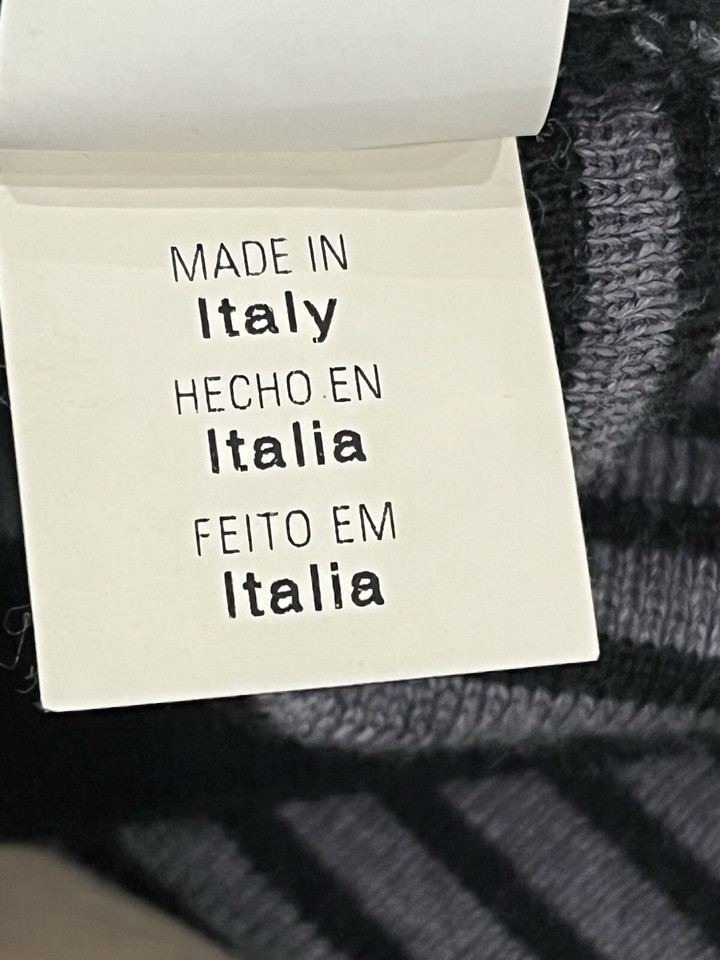 MADE IN
Italy
HECHO EN
Italia
FEITO EM
Italia